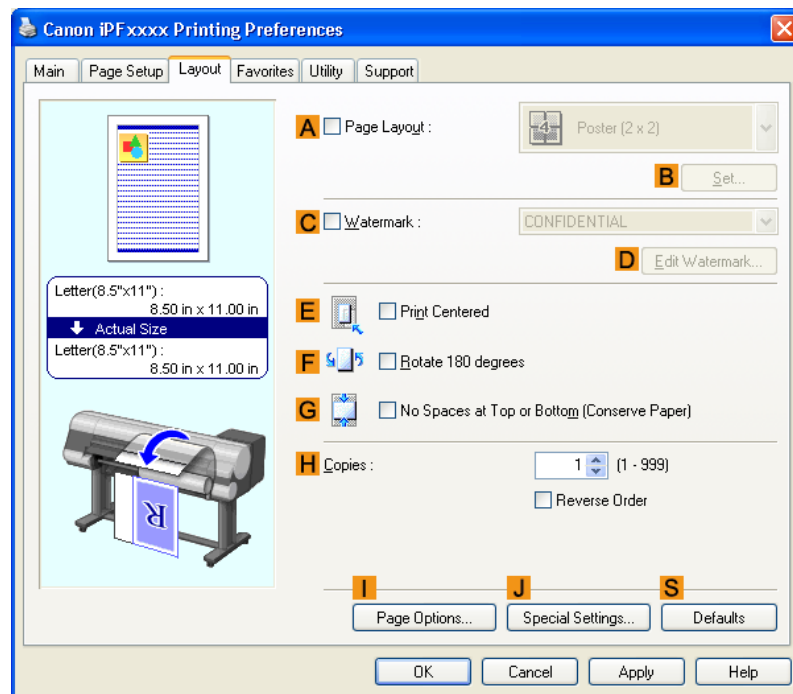 Canon iPFxxxx Printing Preferences
Main Page Setup Layout Favorites Utility Support
A Page Layout : 4 Poster (2 x 2)
B Set...
C Watermark : CONFIDENTIAL
D Edit Watermark...
Letter(8.5"x11") :
8.50 in x 11.00 in
Actual Size
Letter(8.5"x11") :
8.50 in x 11.00 in
E Print Centered
F Rotate 180 degrees
G No Spaces at Top or Bottom (Conserve Paper)
H Copies : 1 (1 - 999)
Reverse Order
R
I J S
Page Options... Special Settings... Defaults
OK Cancel Apply Help